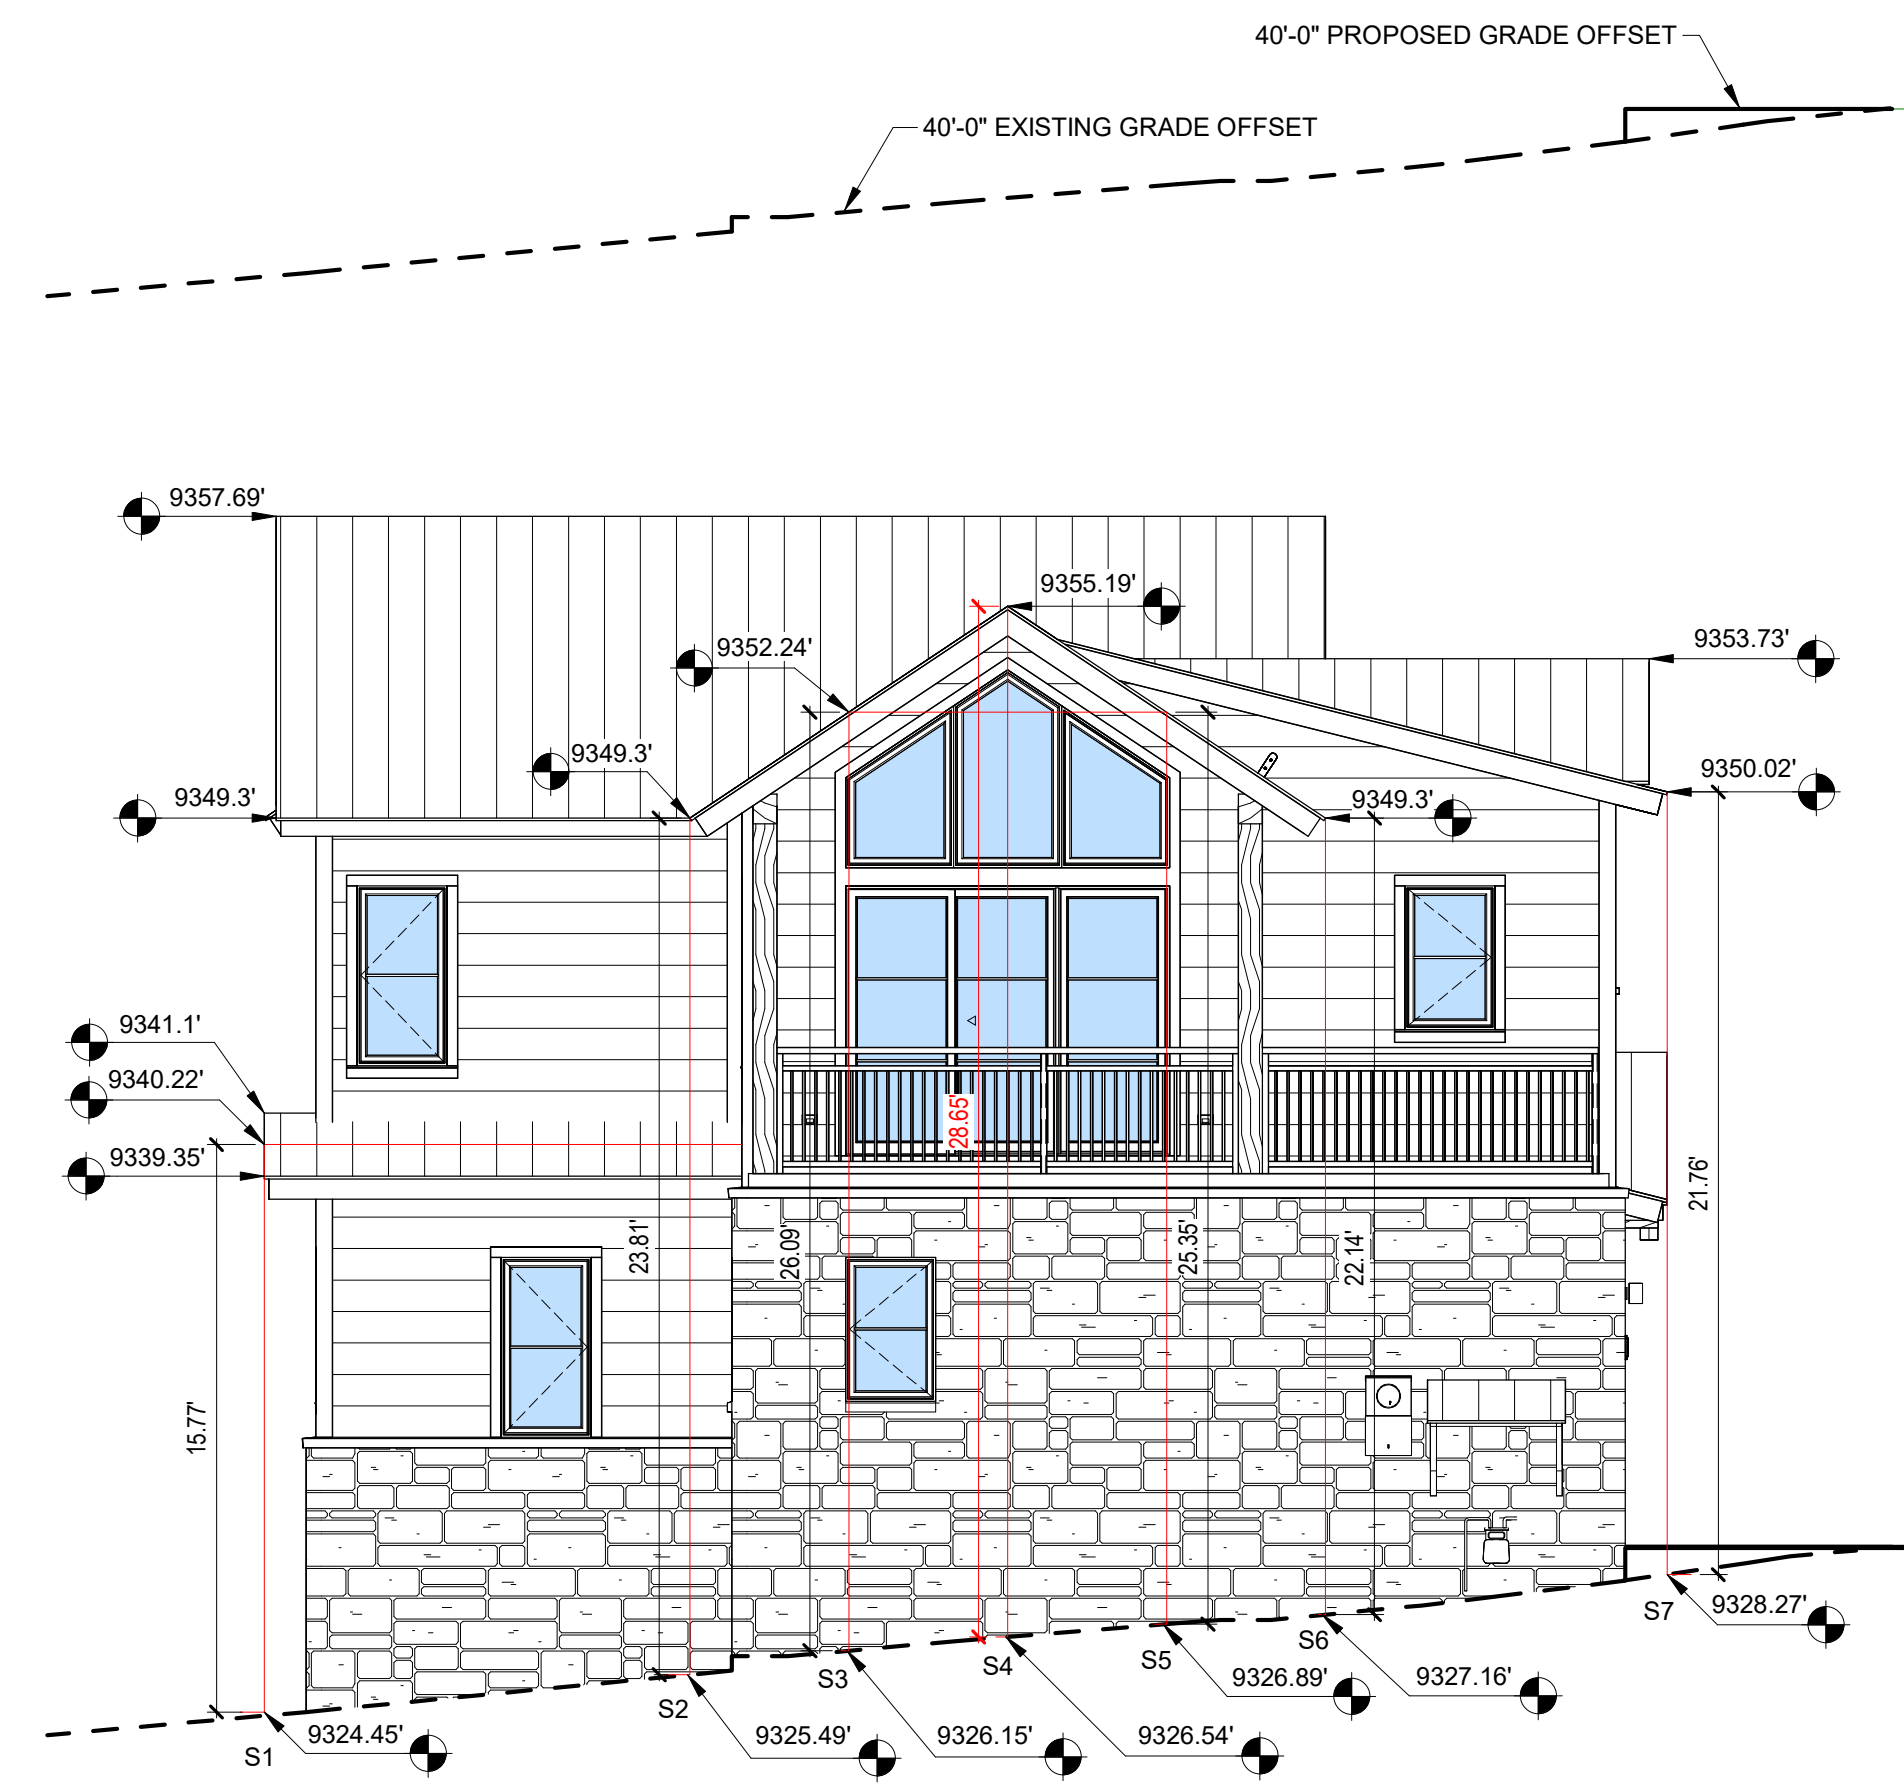 40'-0" PROPOSED GRADE OFFSET
40'-0" EXISTING GRADE OFFSET
9357.69'
9355.19'
9352.24'
9353.73'
9349.3'
9349.3'
9349.3'
9350.02'
9341.1'
9340.22'
9339.35'
28.65'
21.76'
23.81'
26.09'
25.35'
22.14'
15.77'
S7
9328.27'
S6
S5
S4
S3
9326.89'
9327.16'
S2
9324.45'
9325.49'
9326.15'
9326.54'
S1